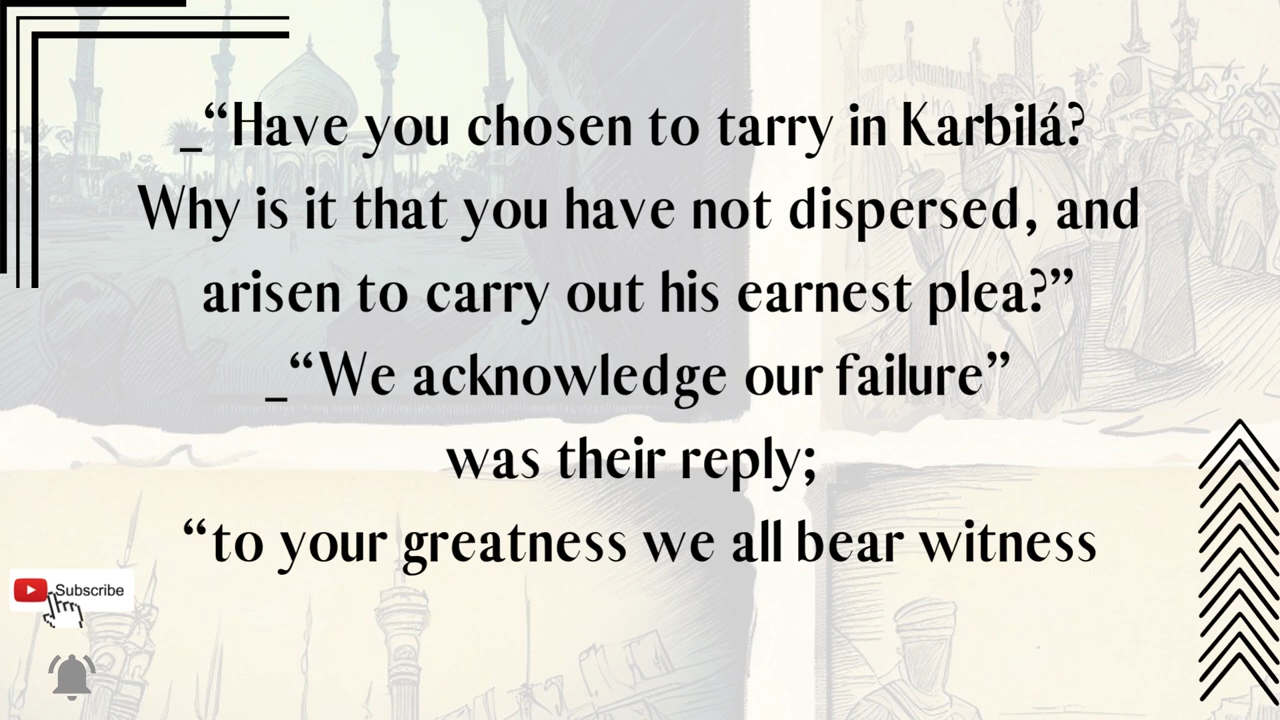 _“Have you chosen to tarry in Karbilá?
Why is it that you have not dispersed, and
arisen to carry out his earnest plea?”
_“We acknowledge our failure”
was their reply;
“to your greatness we all bear witness
Subscribe